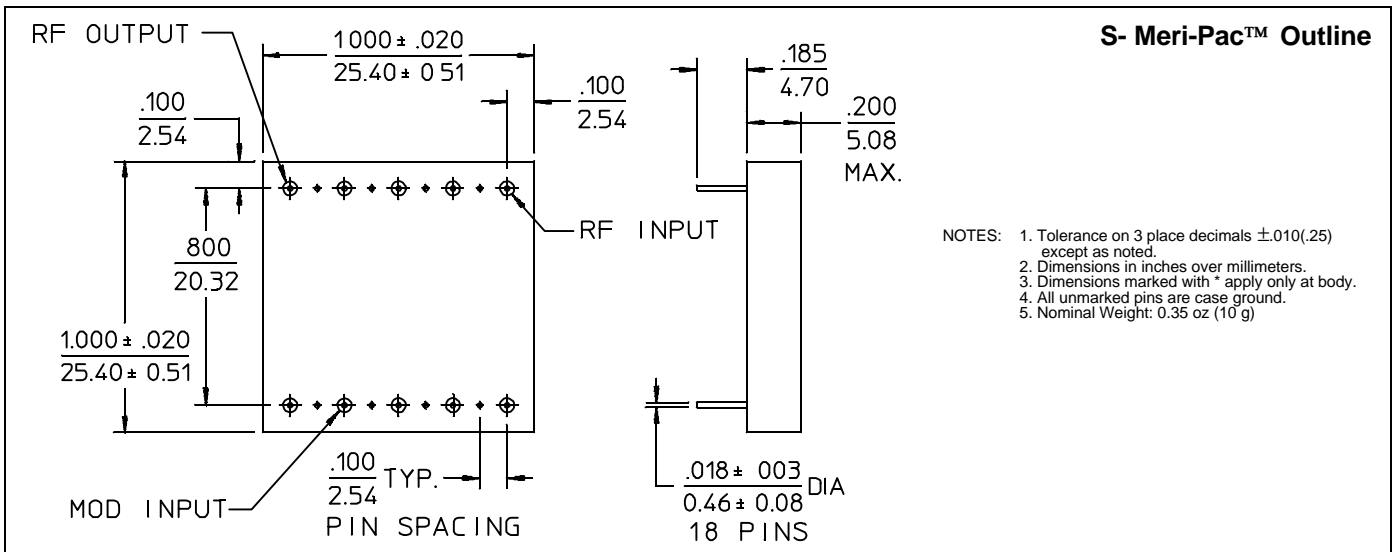 S- Meri-Pac™ Outline
RF OUTPUT
1000 ± .020
25.40 ± 0 51
.100
2.54
.100
2.54
.185
4.70
.200
5.08
MAX.
RF INPUT
800
20.32
1.000 ± .020
25.40 ± 0.51
MOD INPUT
.100
2.54
TYP.
PIN SPACING
.018 ± 003
0.46 ± 0.08
DIA
18 PINS
NOTES: 1. Tolerance on 3 place decimals ±.010(.25)
except as noted.
2. Dimensions in inches over millimeters.
3. Dimensions marked with * apply only at body.
4. All unmarked pins are case ground.
5. Nominal Weight: 0.35 oz (10 g)